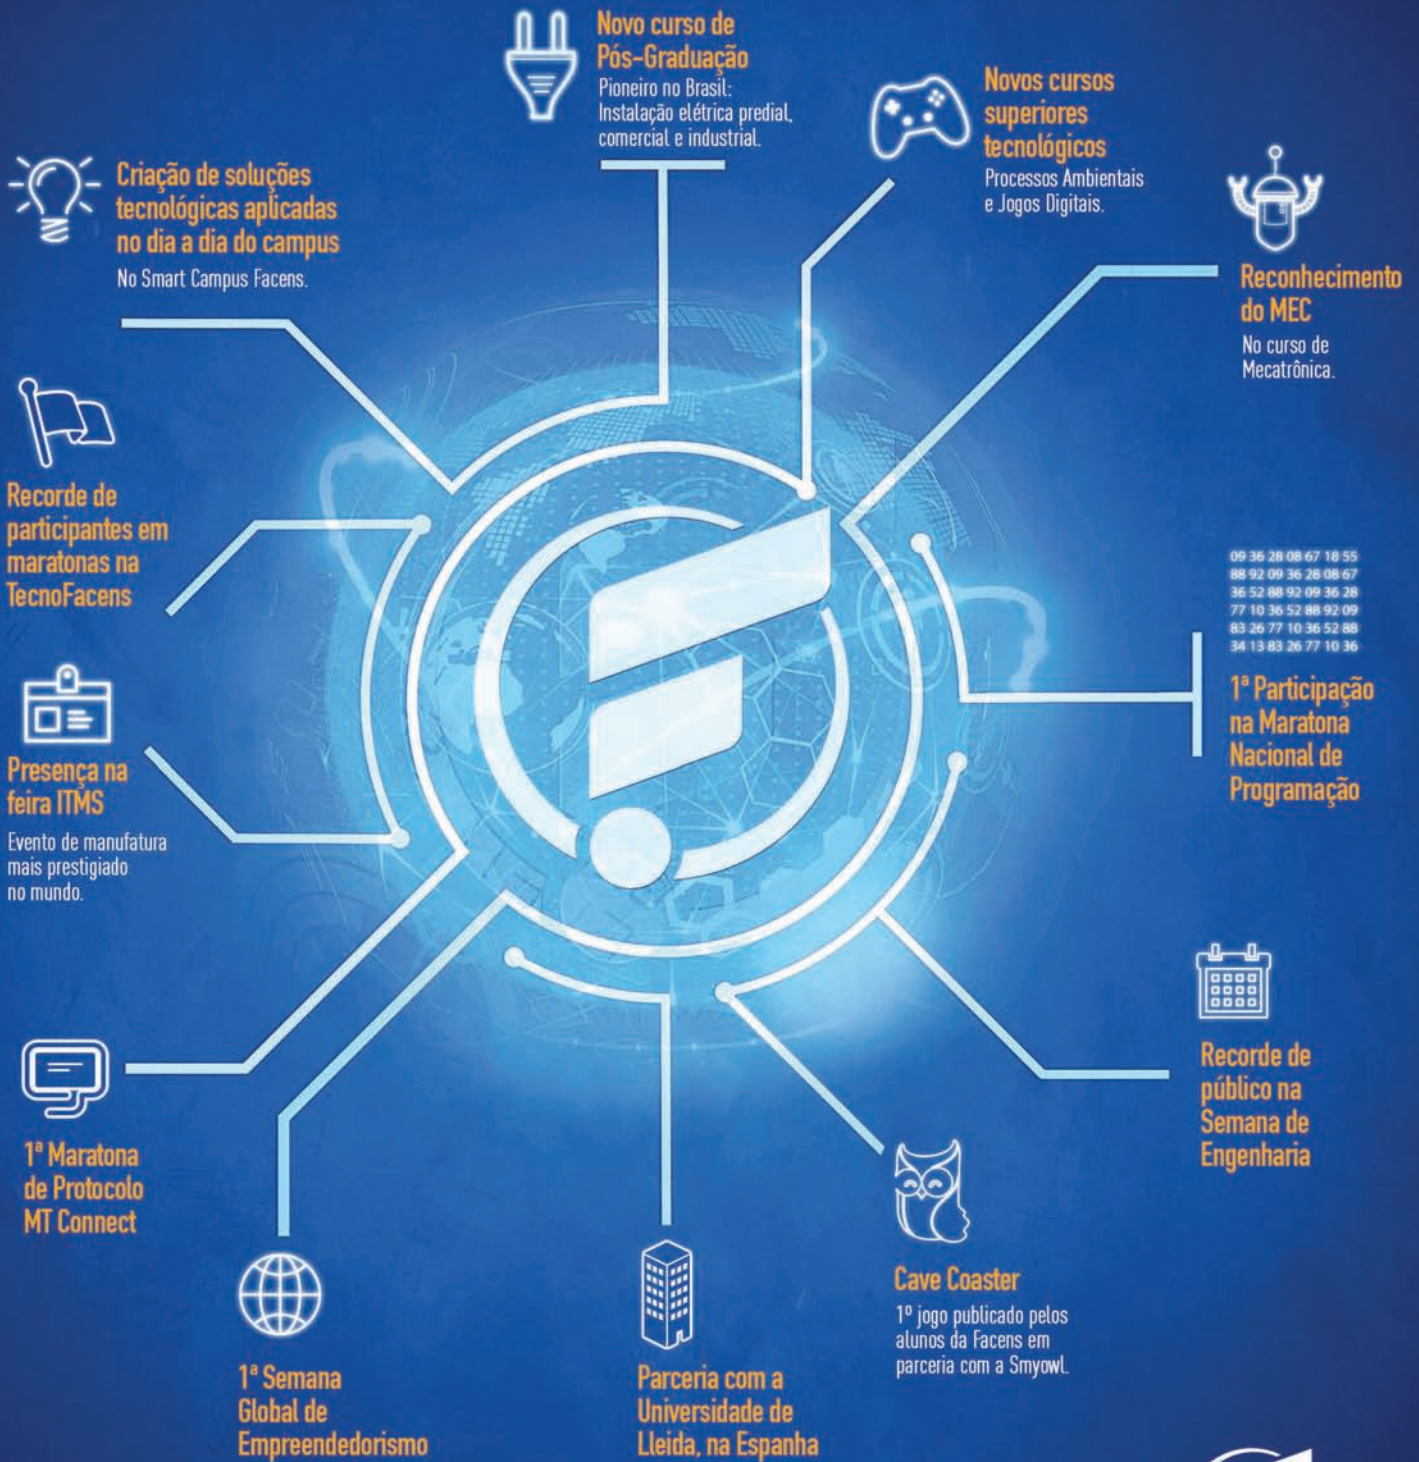 Novo curso de
Pós-Graduação
Pioneiro no Brasil:
Instalação elétrica predial,
comercial e industrial.
Novos cursos
superiores
tecnológicos
Processos Ambientais
e Jogos Digitais.
Criação de soluções
tecnológicas aplicadas
no dia a dia do campus
No Smart Campus Facens.
Reconhecimento
do MEC
No curso de
Mecatrônica.
Recorde de
participantes em
maratonas na
TecnoFacens
09 36 28 08 67 18 55
88 92 09 36 28 08 67
36 52 88 92 09 36 28
77 10 36 52 88 92 09
83 26 77 10 36 52 88
34 13 83 26 77 10 36
1ª Participação
na Maratona
Nacional de
Programação
Presença na
feira ITMS
Evento de manufatura
mais prestigiado
no mundo.
Recorde de
público na
Semana de
Engenharia
1ª Maratona
de Protocolo
MT Connect
Cave Coaster
1º jogo publicado pelos
alunos da Facens em
parceria com a Smyowl.
1ª Semana
Global de
Empreendedorismo
Parceria com a
Universidade de
Lleida, na Espanha